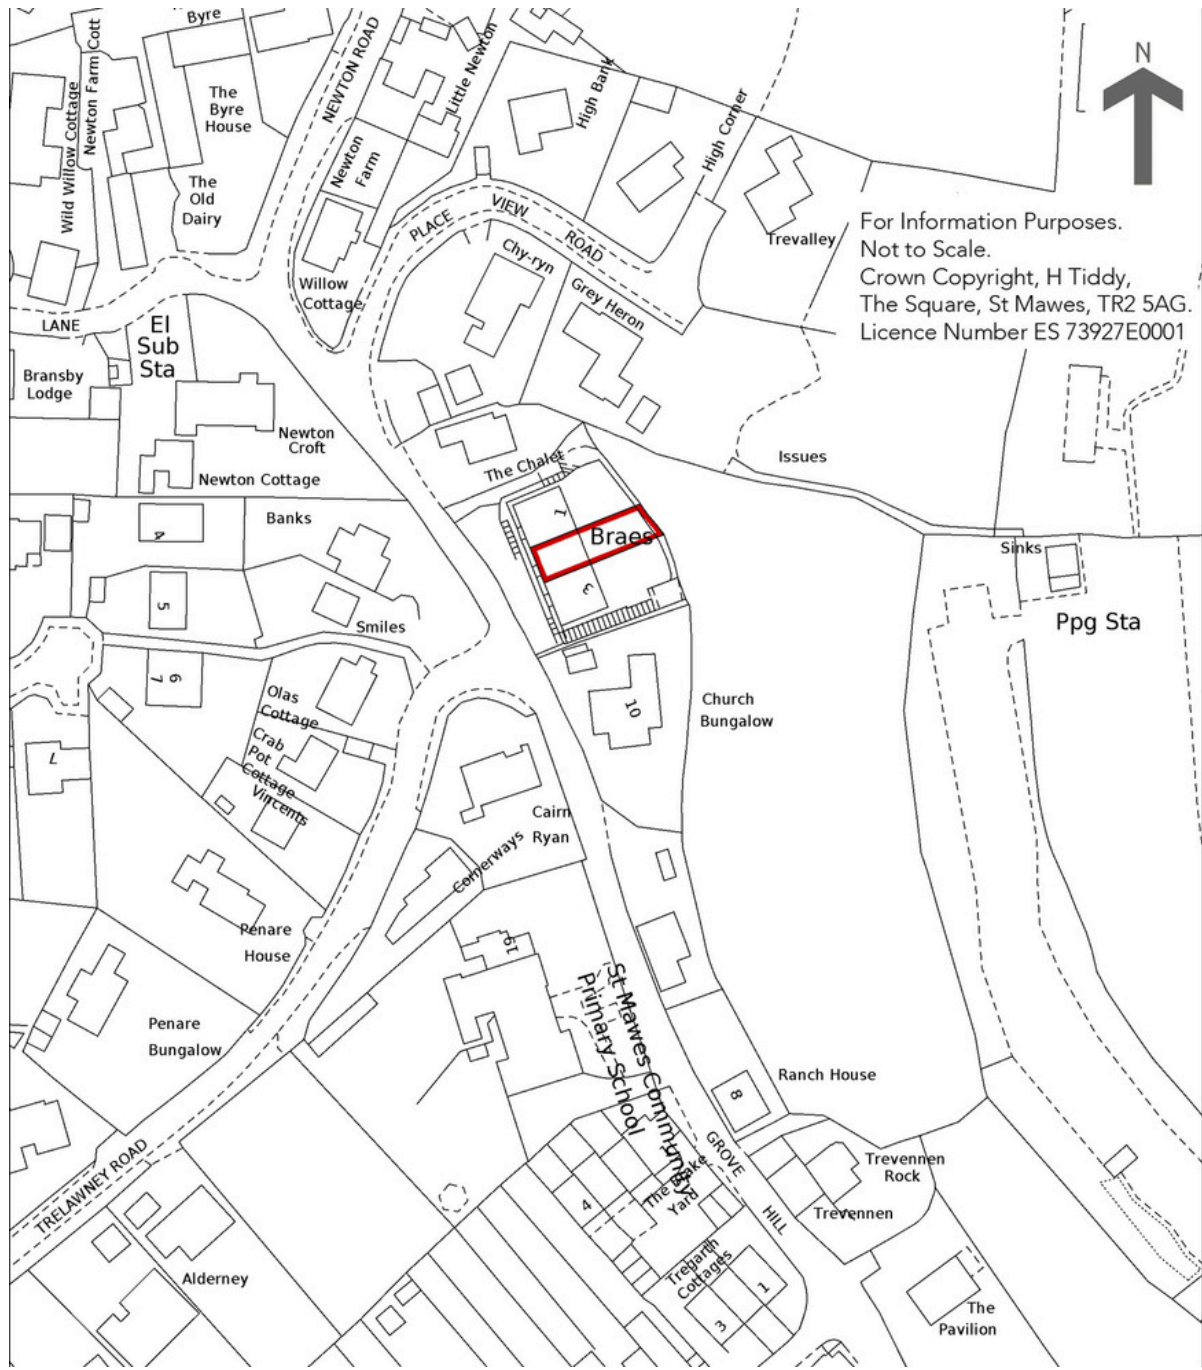 Byre
Wild Willow Cottage
Newton Farm Cott
The
Byre
House
The
Old
Dairy
NEWTON ROAD
Little Newton
Newton
Farm
High Bank
High Corner
N
Trevalley
PLACE
VIEW
ROAD
Chy-ryn
Grey Heron
Willow
Cottage
For Information Purposes.
Not to Scale.
Crown Copyright, H Tiddy,
The Square, St Mawes, TR2 5AG.
Licence Number ES 73927E0001
LANE
El
Sub
Sta
Bransby
Lodge
Newton
Croft
Newton Cottage
The Chalet
Issues
Banks
4
1
Braes
3
Sinks
Ppg Sta
5
Smiles
6
7
Olas
Cottage
Crab
Pot
Cottage
Vincents
10
Church
Bungalow
7
Cairn
Ryan
Cornerways
Penare
House
19
St Mawes Community
Primary School
Penare
Bungalow
Ranch House
8
GROVE
HILL
Trevennen
Rock
Trevennen
TRELAWNEY ROAD
4
The Blake
Yard
Tregarth
Cottages
1
3
Alderney
The
Pavilion